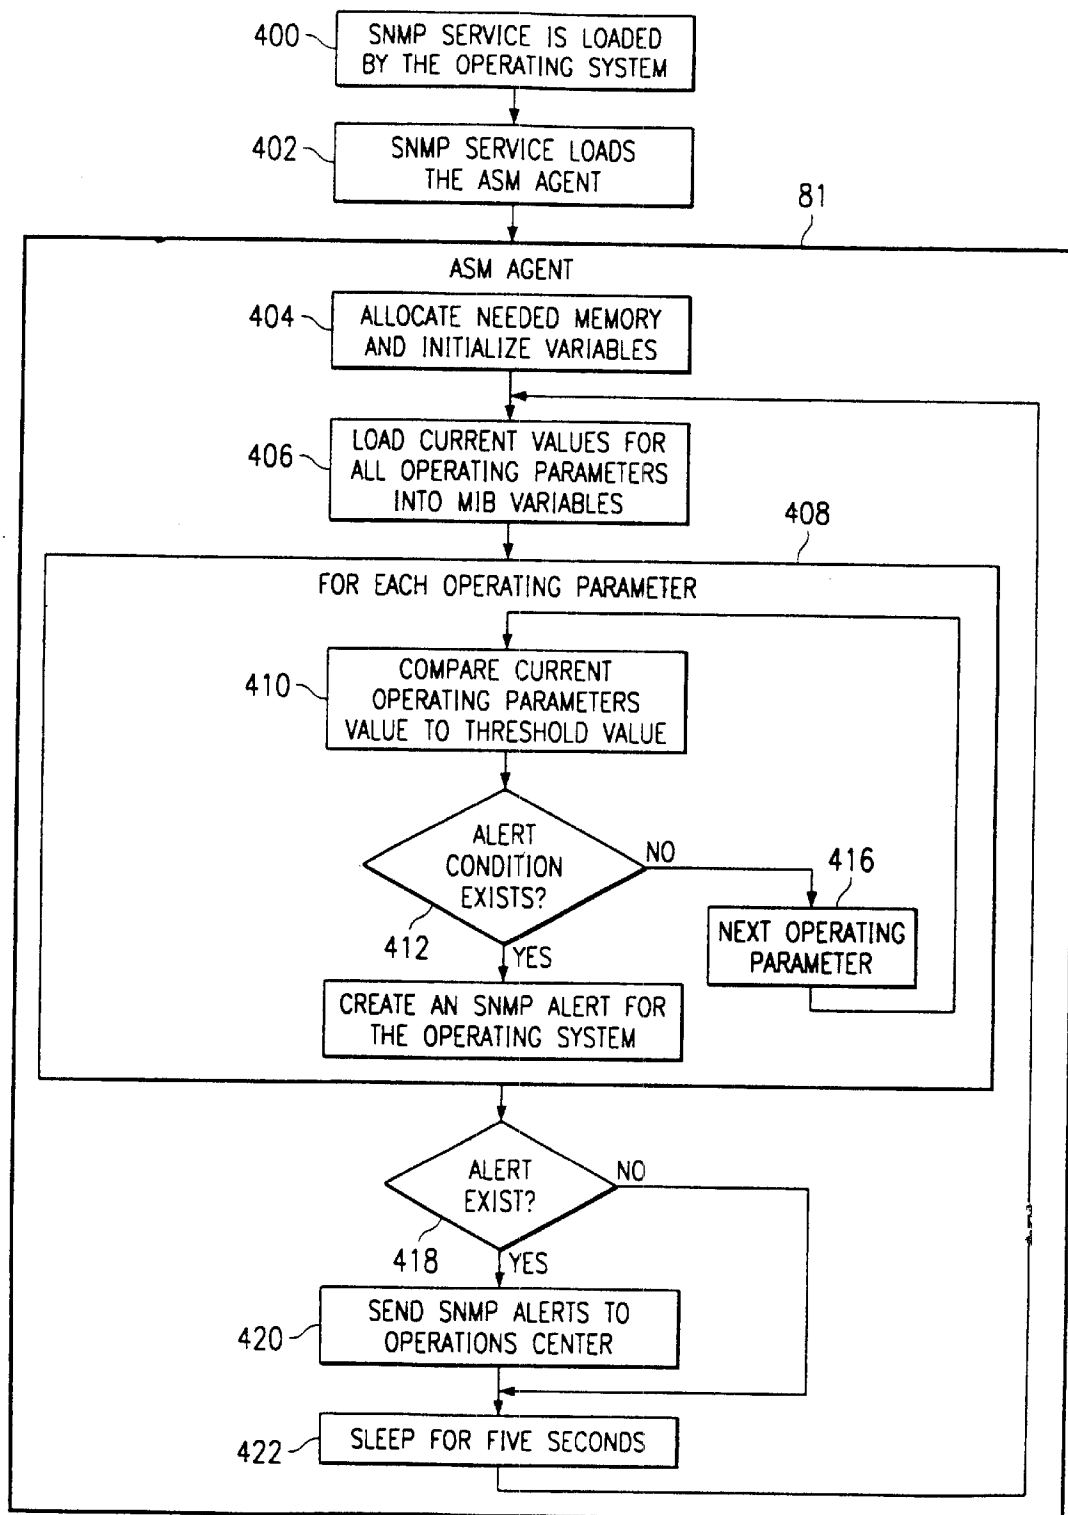 400
SNMP SERVICE IS LOADED
BY THE OPERATING SYSTEM
402
SNMP SERVICE LOADS
THE ASM AGENT
81
ASM AGENT
404
ALLOCATE NEEDED MEMORY
AND INITIALIZE VARIABLES
406
LOAD CURRENT VALUES FOR
ALL OPERATING PARAMETERS
INTO MIB VARIABLES
408
FOR EACH OPERATING PARAMETER
410
COMPARE CURRENT
OPERATING PARAMETERS
VALUE TO THRESHOLD VALUE
ALERT
CONDITION
EXISTS?
NO
412
YES
416
NEXT OPERATING
PARAMETER
CREATE AN SNMP ALERT FOR
THE OPERATING SYSTEM
ALERT
EXIST?
NO
418
YES
420
SEND SNMP ALERTS TO
OPERATIONS CENTER
422
SLEEP FOR FIVE SECONDS